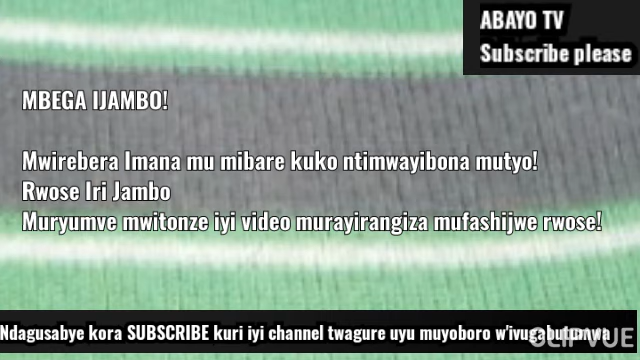 ABAYO TV
Subscribe please
MBEGA IJAMBO!
Mwirebera Imana mu mibare kuko ntimwayibona mutyo!
Rwose Iri Jambo
Muryumve mwitonze iyi video murayirangiza mufashijwe rwose!
Ndagusabye kora SUBSCRIBE kuri iyi channel twagure uyu muyoboro w'ivugabutumwa
CLIPVUE